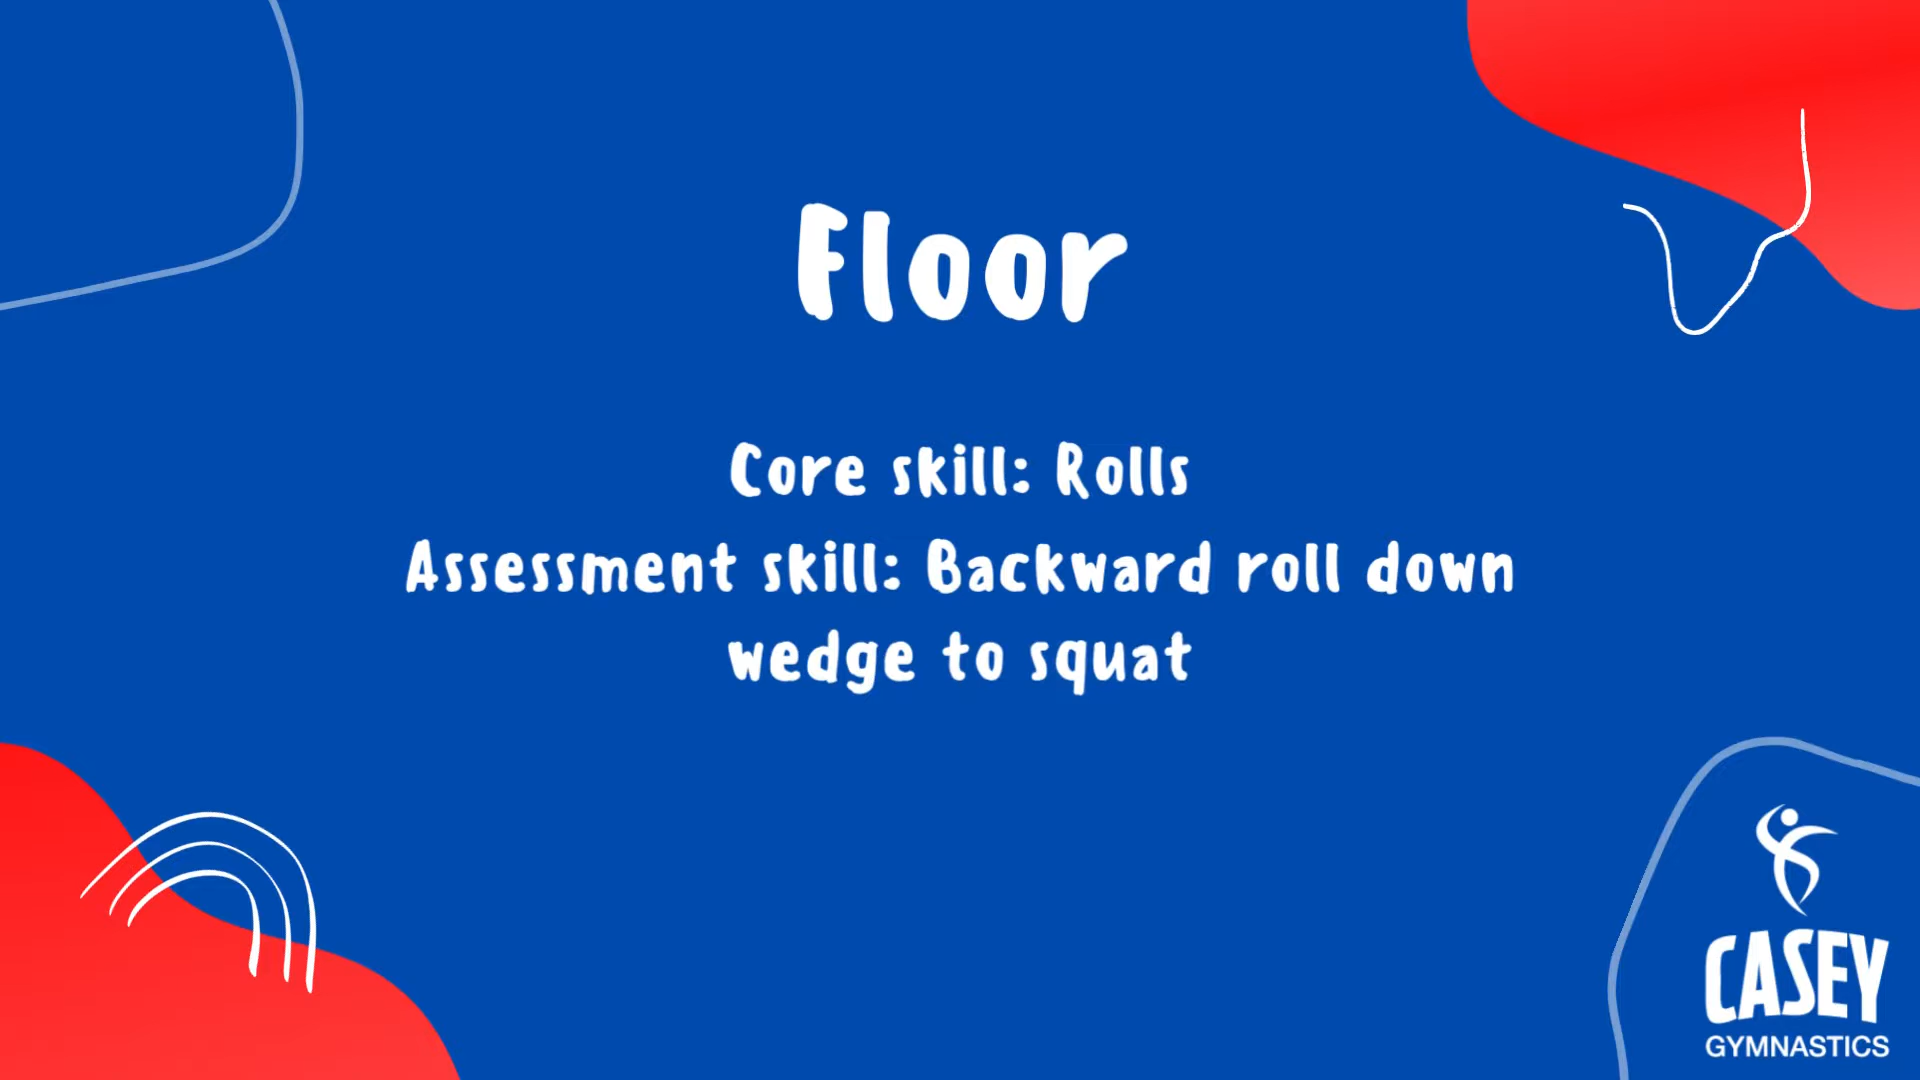 Floor
Core skill: Rolls
Assessment skill: Backward roll down
wedge to squat
CASEY
GYMNASTICS